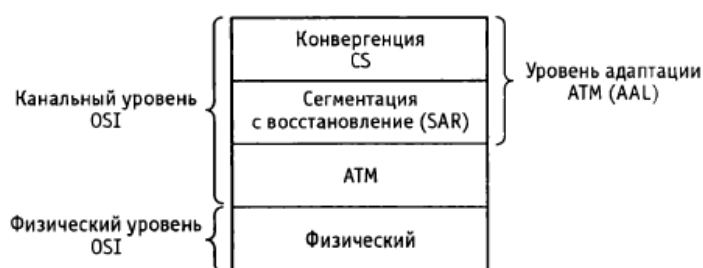 Конвергенция
CS
Канальный уровень
OSI
Сегментация
с восстановление (SAR)
Уровень адаптации
ATM (AAL)
ATM
Физический уровень
OSI
Физический